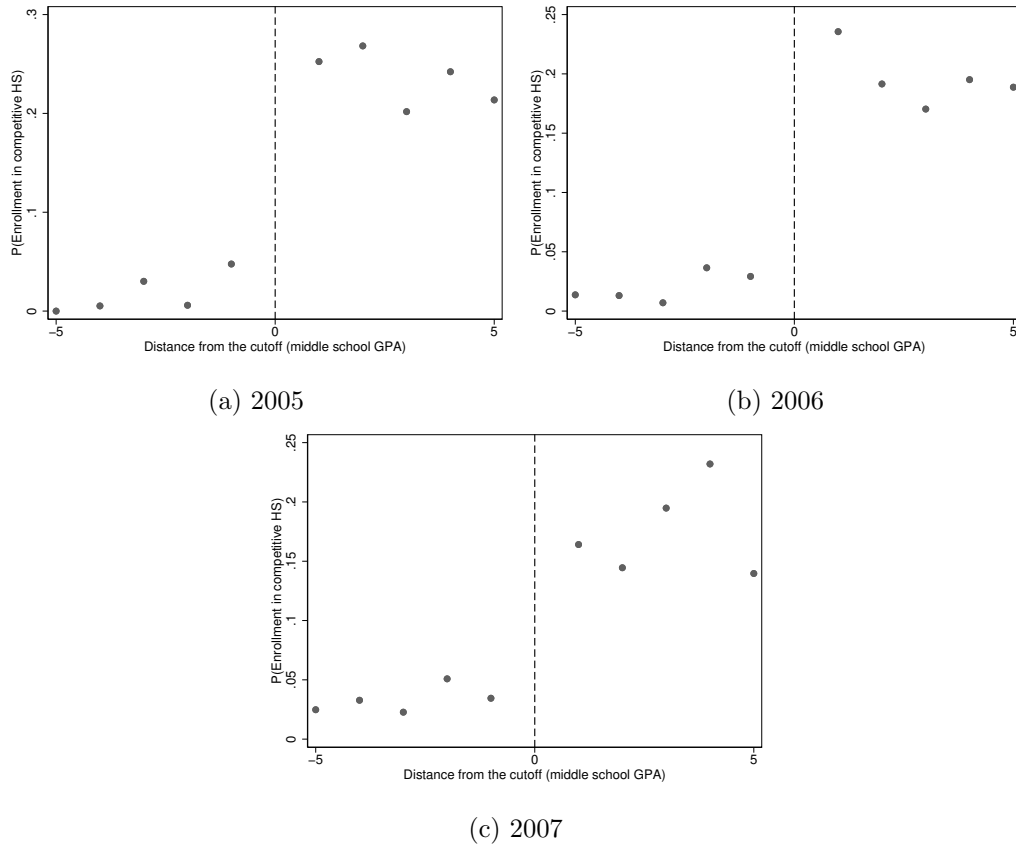 P(Enrollment in competitive HS)
.3
.2
.1
0
−5
0
5
Distance from the cutoff (middle school GPA)
(a) 2005
P(Enrollment in competitive HS)
.25
.2
.15
.1
.05
0
−5
0
5
Distance from the cutoff (middle school GPA)
(b) 2006
P(Enrollment in competitive HS)
.25
.2
.15
.1
.05
0
−5
0
5
Distance from the cutoff (middle school GPA)
(c) 2007